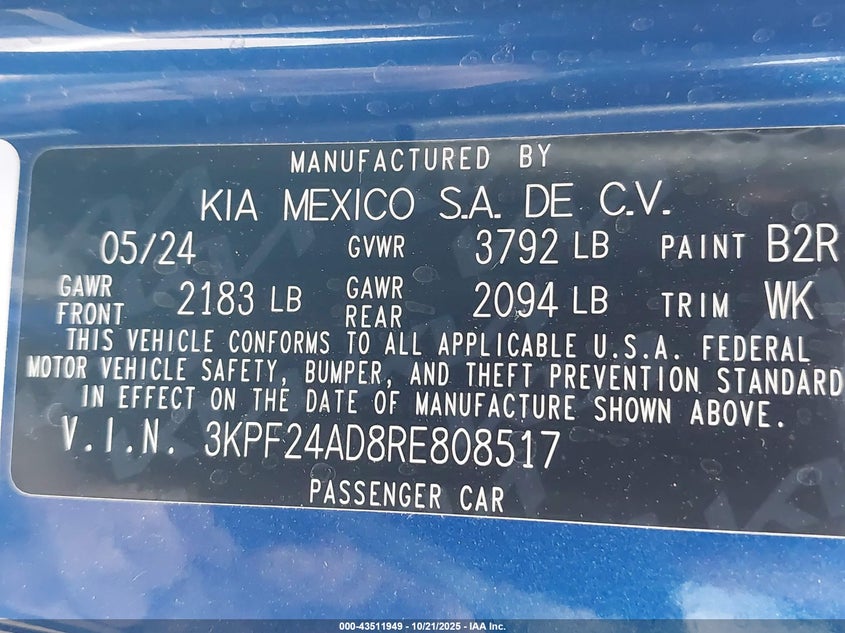 MANUFACTURED BY
KIA MEXICO S.A. DE C.V.
05/24 GVWR 3792 LB PAINT B2R
GAWR FRONT 2183 LB GAWR REAR 2094 LB TRIM WK
THIS VEHICLE CONFORMS TO ALL APPLICABLE U.S.A. FEDERAL
MOTOR VEHICLE SAFETY, BUMPER, AND THEFT PREVENTION STANDARD
IN EFFECT ON THE DATE OF MANUFACTURE SHOWN ABOVE.
V.I.N. 3KPF24AD8RE808517
PASSENGER CAR
000-43511949 - 10/21/2025 - IAA Inc.